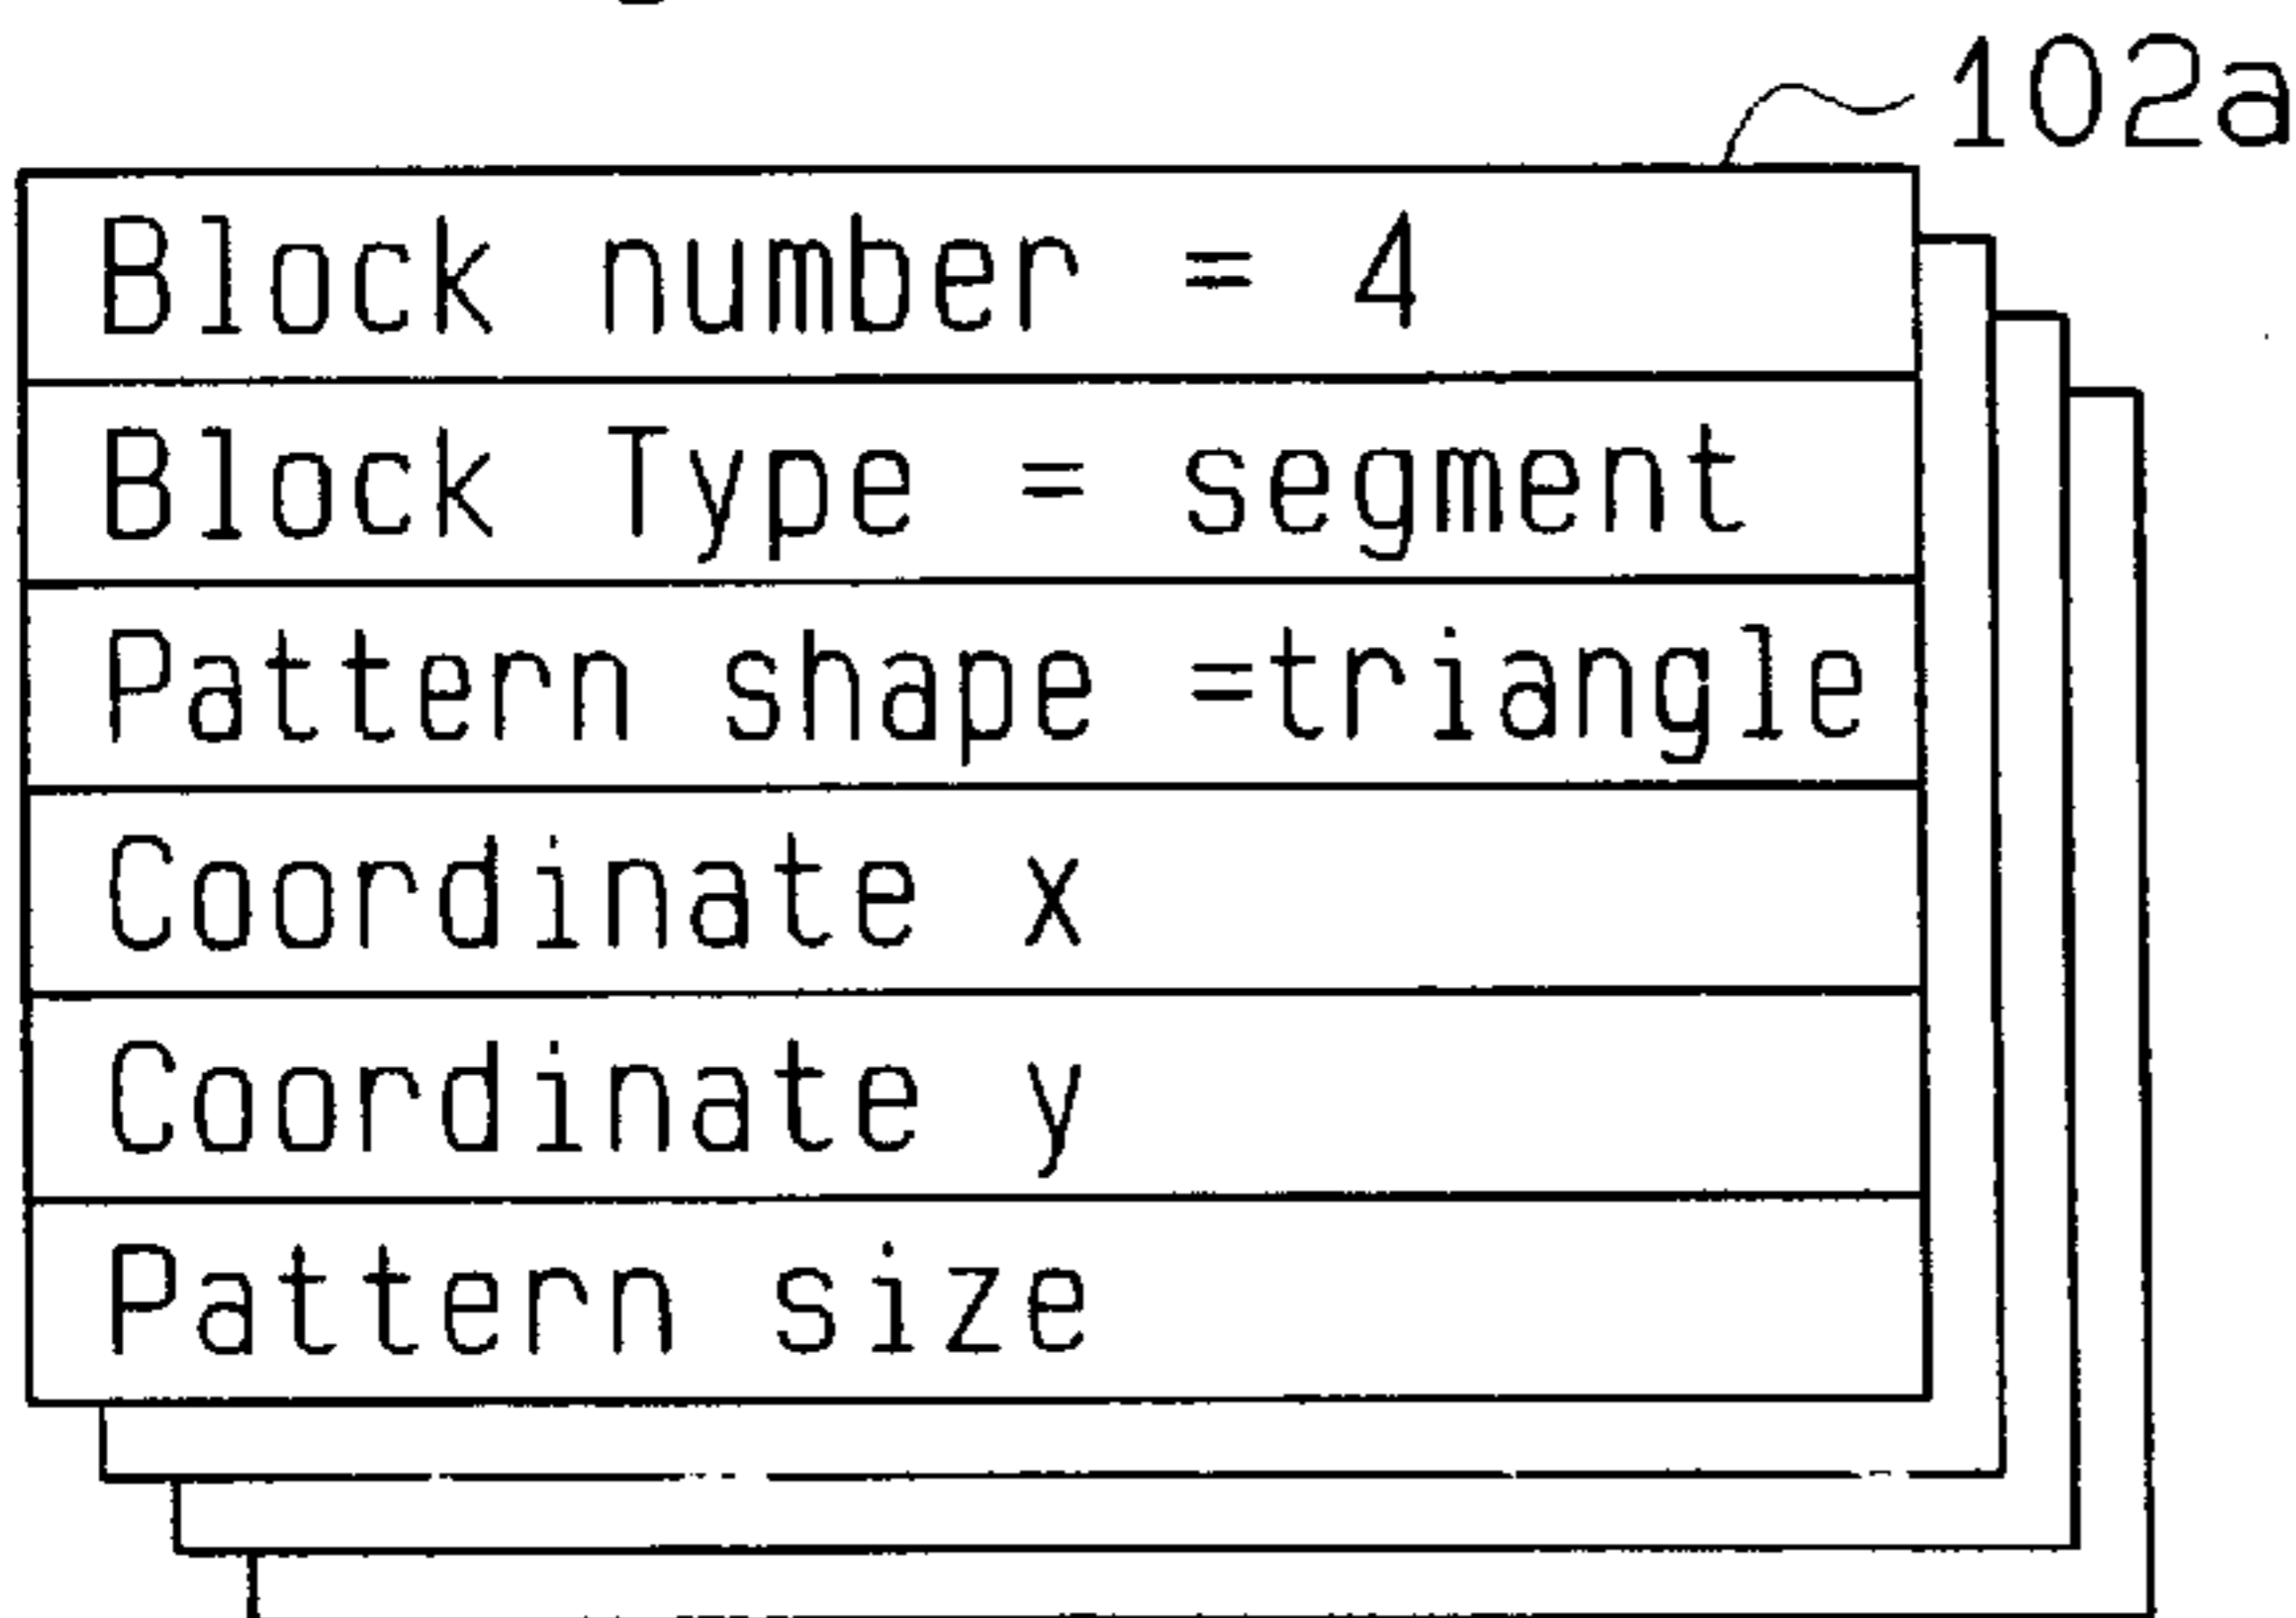 102a
Block number = 4
Block Type = segment
Pattern shape =triangle
Coordinate x
Coordinate y
Pattern size